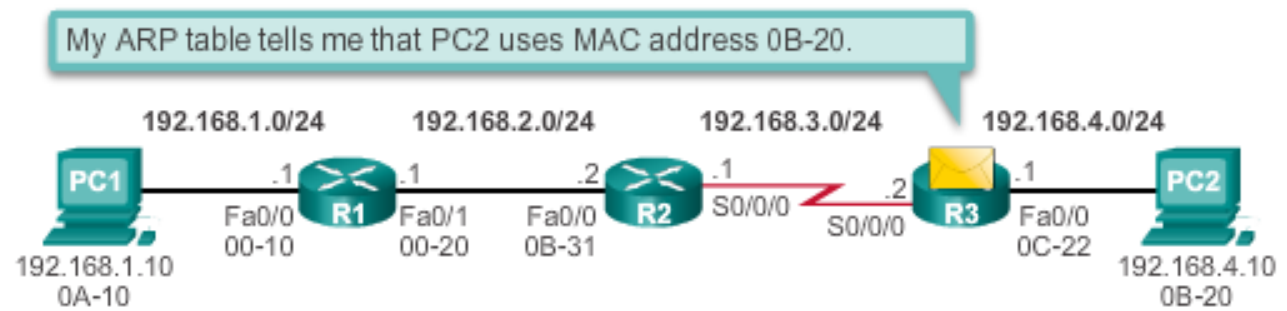 My ARP table tells me that PC2 uses MAC address 0B-20.
192.168.1.0/24 192.168.2.0/24 192.168.3.0/24 192.168.4.0/24
PC1 .1 R1 .1 .2 R2 .1 .2 R3 .1 PC2
Fa0/0 Fa0/1 Fa0/0 S0/0/0 S0/0/0 Fa0/0
00-10 00-20 0B-31 0C-22
192.168.1.10 192.168.4.10
0A-10 0B-20